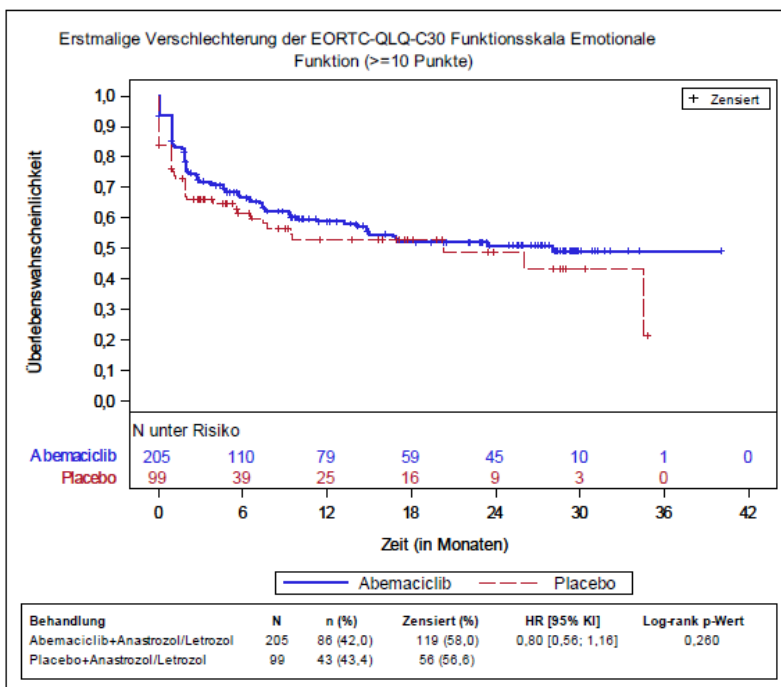 Erstmalige Verschlechterung der EORTC-QLQ-C30 Funktionsskala Emotionale
Funktion (>=10 Punkte)
+ Zensiert
Überlebenswahrscheinlichkeit
1,0
0,9
0,8
0,7
0,6
0,5
0,4
0,3
0,2
0,1
0,0
N unter Risiko
Abemaciclib 205 110 79 59 45 10 1 0
Placebo 99 39 25 16 9 3 0
0 6 12 18 24 30 36 42
Zeit (in Monaten)
Abemaciclib Placebo
Behandlung N n (%) Zensiert (%) HR [95% KI] Log-rank p-Wert
Abemaciclib+Anastrozol/Letrozol 205 86 (42,0) 119 (58,0) 0,80 [0,56; 1,16] 0,260
Placebo+Anastrozol/Letrozol 99 43 (43,4) 56 (56,6)